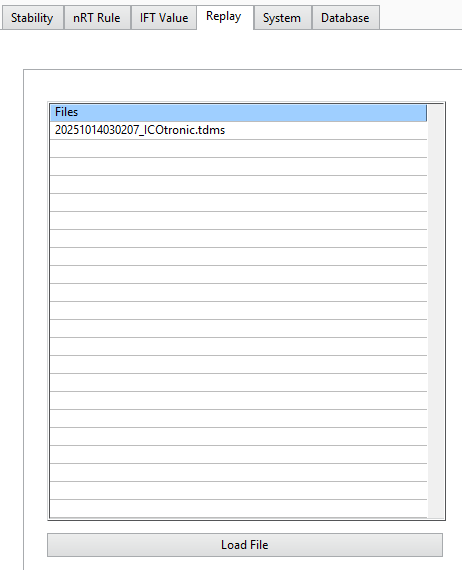 Stability nRT Rule IFT Value Replay System Database
Files
20251014030207_ICOtronic.tdms
Load File